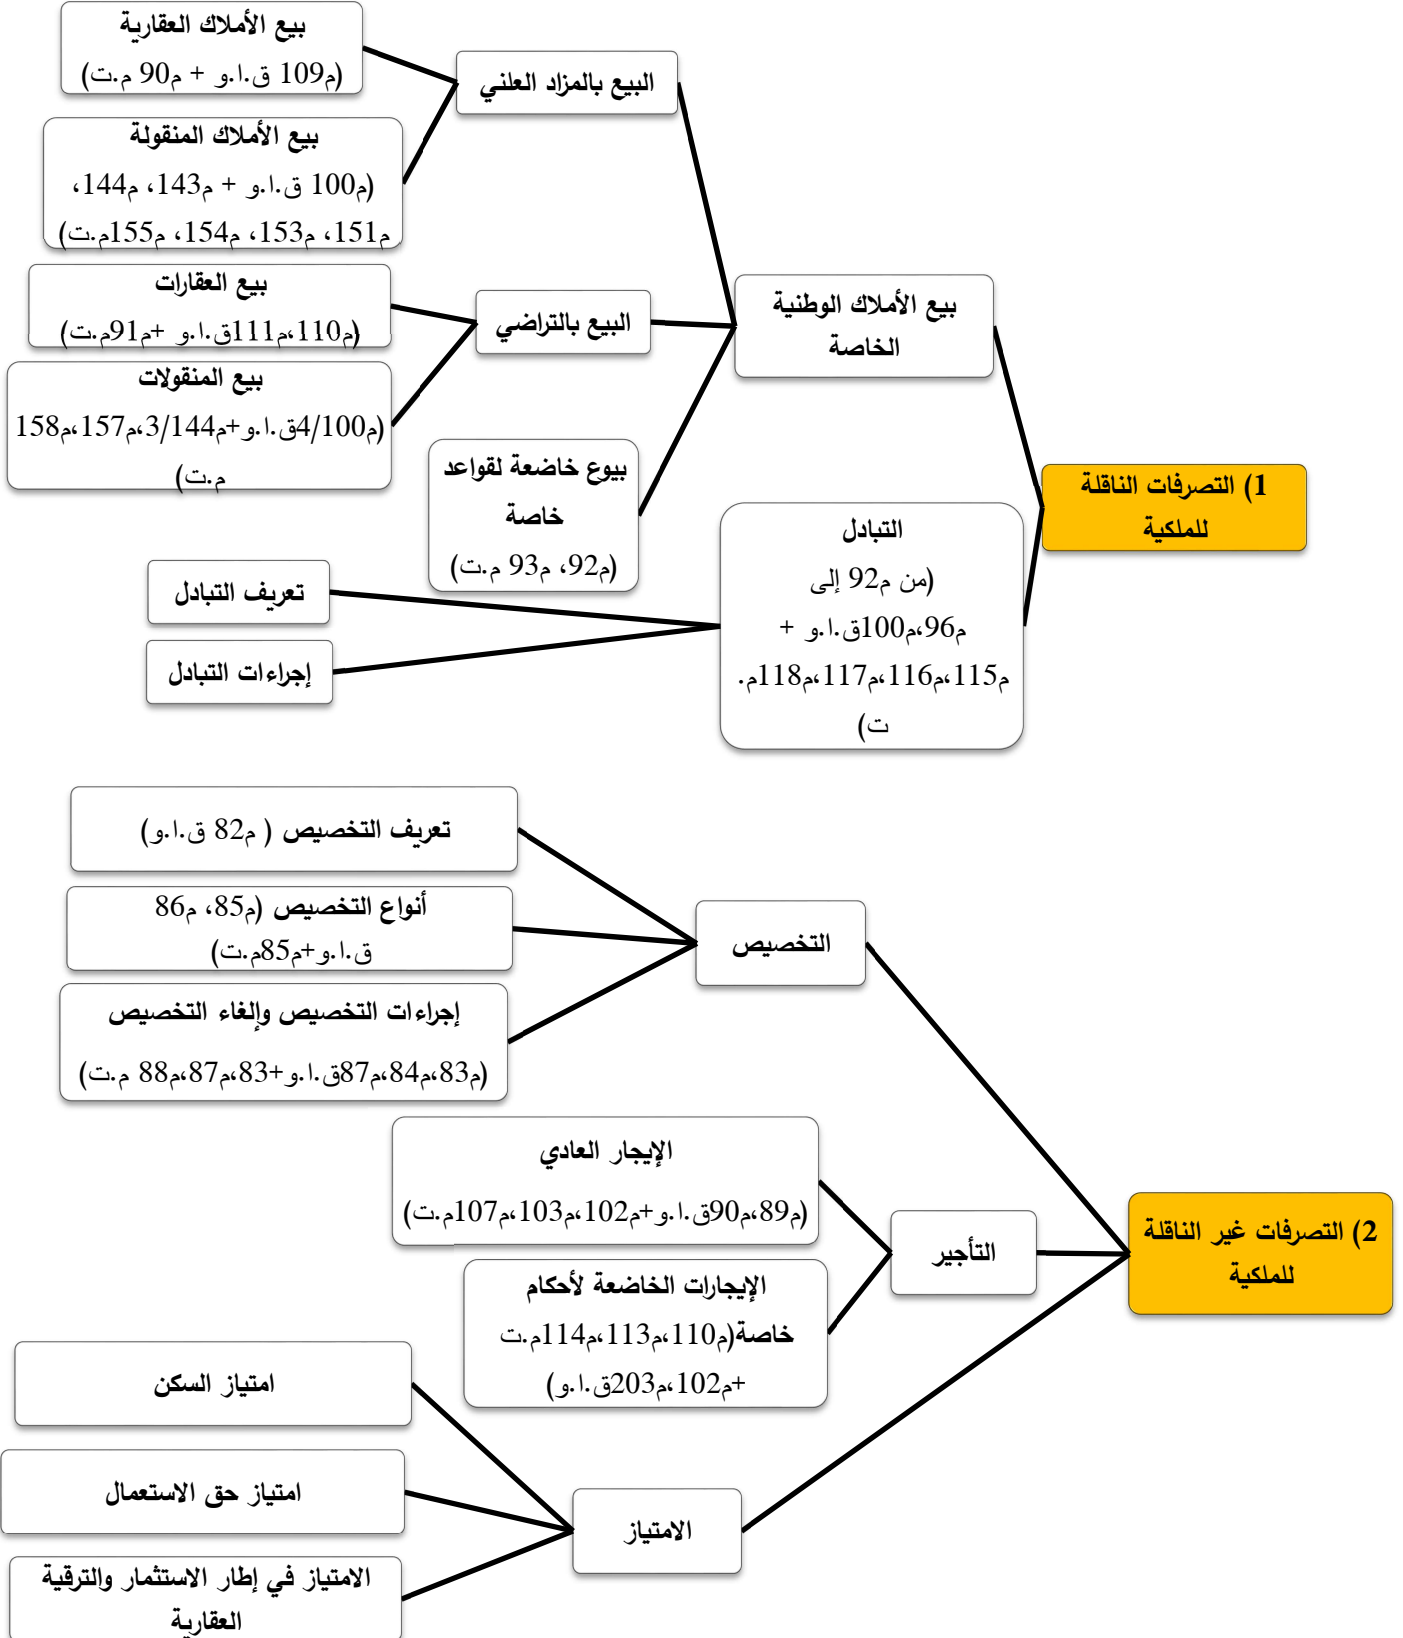 1) التصرفات الناقلة
للملكية
بيع الأملاك الوطنية
الخاصة
البيع بالمزاد العلني
بيع الأملاك العقارية
(م109 ق.ا.و + م90 م.ت)
بيع الأملاك المنقولة
(م100 ق.ا.و + م143، م144،
م151، م153، م154، م155م.ت)
البيع بالتراضي
بيع العقارات
(م110،م111ق.ا.و +م91م.ت)
بيع المنقولات
(م4/100ق.ا.و+م3/144،م157،م158
م.ت)
بيوع خاضعة لقواعد
خاصة
(م92، م93 م.ت)
التبادل
(من م92 إلى
م96،م100ق.ا.و +
م115،م116،م117،م118م.
ت)
تعريف التبادل
إجراءات التبادل
2) التصرفات غير الناقلة
للملكية
التخصيص
تعريف التخصيص ( م82 ق.ا.و)
أنواع التخصيص (م85، م86
ق.ا.و+م85م.ت)
إجراءات التخصيص وإلغاء التخصيص
(م83،م84،م87ق.ا.و+83،م87،م88 م.ت)
التأجير
الإيجار العادي
(م89،م90ق.ا.و+م102،م103،م107م.ت)
الإيجارات الخاضعة لأحكام
خاصة(م110،م113،م114م.ت
+م102،م203ق.ا.و)
الامتياز
امتياز السكن
امتياز حق الاستعمال
الامتياز في إطار الاستثمار والترقية
العقارية